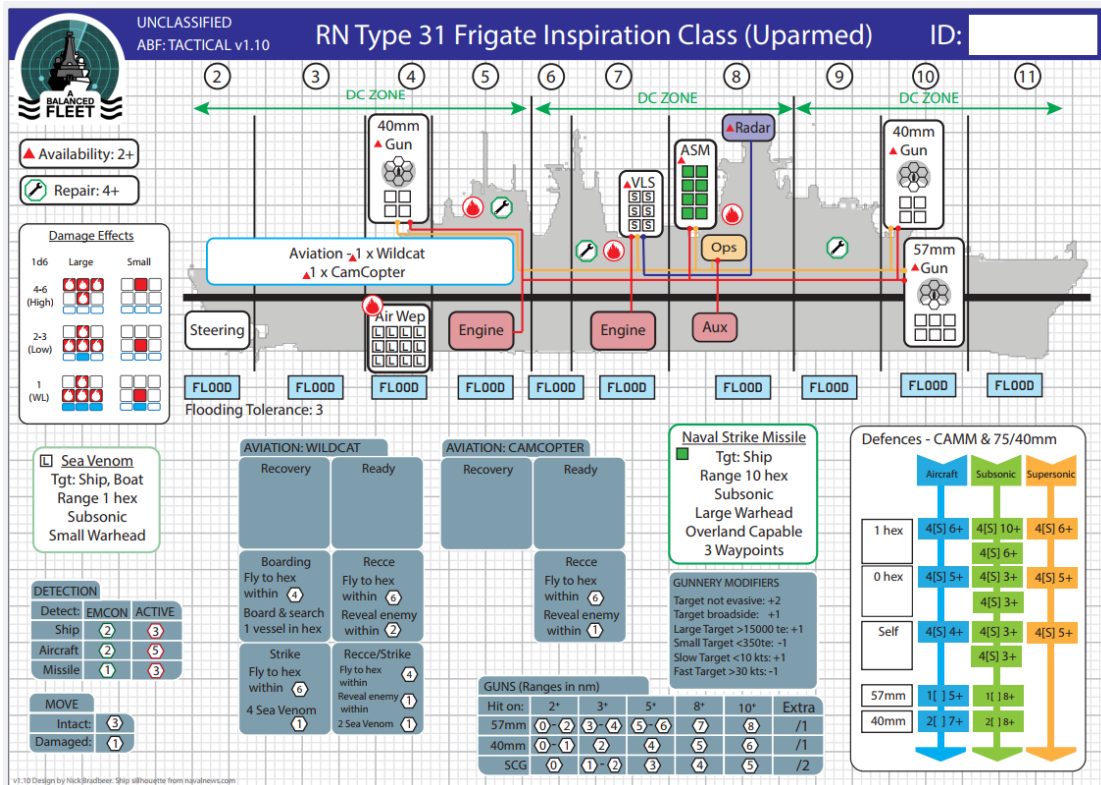 UNCLASSIFIED
ABF: TACTICAL v1.10
RN Type 31 Frigate Inspiration Class (Uparmed)
ID:
A
BALANCED
FLEET
2 3 4 5 6 7 8 9 10 11
DC ZONE DC ZONE DC ZONE
Availability: 2+
Repair: 4+
Damage Effects
1d6 Large Small
4-6
(High)
2-3
(Low)
1
(WL)
40mm
Gun
VLS
S S
S S
S S
ASM
Radar
Ops
40mm
Gun
57mm
Gun
Aviation - 1 x Wildcat
1 x CamCopter
Steering
Air Wep
L L L L
L L L L
L L L L
Engine
Engine
Aux
FLOOD FLOOD FLOOD FLOOD FLOOD FLOOD FLOOD FLOOD FLOOD FLOOD
Flooding Tolerance: 3
L Sea Venom
Tgt: Ship, Boat
Range 1 hex
Subsonic
Small Warhead
DETECTION
Detect: EMCON ACTIVE
Ship 2 3
Aircraft 2 5
Missile 1 3
MOVE
Intact: 3
Damaged: 1
AVIATION: WILDCAT
Recovery Ready
Boarding
Fly to hex
within 4
Board & search
1 vessel in hex
Recce
Fly to hex
within 6
Reveal enemy
within 2
Strike
Fly to hex
within 6
4 Sea Venom
1
Recce/Strike
Fly to hex
within 4
Reveal enemy
within 1
2 Sea Venom 1
AVIATION: CAMCOPTER
Recovery Ready
Recce
Fly to hex
within 6
Reveal enemy
within 1
Naval Strike Missile
Tgt: Ship
Range 10 hex
Subsonic
Large Warhead
Overland Capable
3 Waypoints
GUNNERY MODIFIERS
Target not evasive: +2
Target broadside: +1
Large Target >15000 te: +1
Small Target <350te: -1
Slow Target <10 kts: +1
Fast Target >30 kts: -1
GUNS (Ranges in nm)
Hit on: 2+ 3+ 5+ 8+ 10+ Extra
57mm 0-2 3-4 5-6 7 8 /1
40mm 0-1 2 4 5 6 /1
SCG 0 1-2 3 4 5 /2
Defences - CAMM & 75/40mm
Aircraft Subsonic Supersonic
1 hex 4[S] 6+ 4[S] 10+ 4[S] 6+
4[S] 6+
0 hex 4[S] 5+ 4[S] 3+ 4[S] 5+
4[S] 3+
Self 4[S] 4+ 4[S] 3+ 4[S] 5+
4[S] 3+
57mm 1[ ] 5+ 1[ ] 8+
40mm 2[ ] 7+ 2[ ] 8+
v1.10 Design by Nick Bradbeer. Ship silhouette from navalnews.com